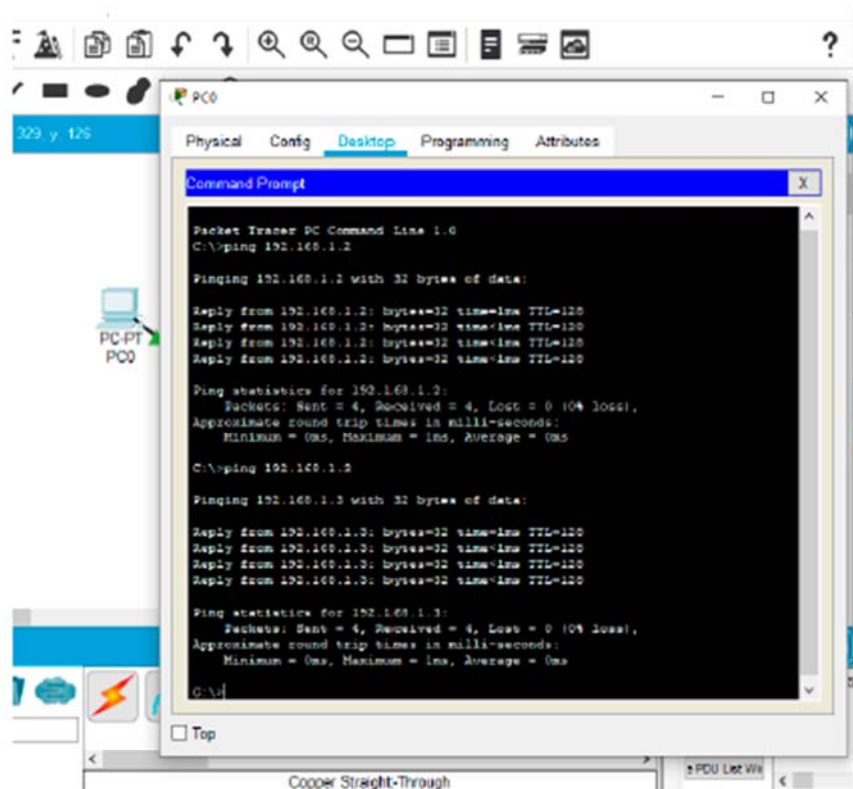 ?
PC0
329, y: 126
Physical Config Desktop Programming Attributes
Command Prompt
X
Packet Tracer PC Command Line 1.0
C:\>ping 192.168.1.2
Pinging 192.168.1.2 with 32 bytes of data:
Reply from 192.168.1.2: bytes=32 time=1ms TTL=128
Reply from 192.168.1.2: bytes=32 time<1ms TTL=128
Reply from 192.168.1.2: bytes=32 time<1ms TTL=128
Reply from 192.168.1.2: bytes=32 time<1ms TTL=128
Ping statistics for 192.168.1.2:
Packets: Sent = 4, Received = 4, Lost = 0 (0% loss),
Approximate round trip times in milli-seconds:
Minimum = 0ms, Maximum = 1ms, Average = 0ms
C:\>ping 192.168.1.3
Pinging 192.168.1.3 with 32 bytes of data:
Reply from 192.168.1.3: bytes=32 time=1ms TTL=128
Reply from 192.168.1.3: bytes=32 time<1ms TTL=128
Reply from 192.168.1.3: bytes=32 time<1ms TTL=128
Reply from 192.168.1.3: bytes=32 time<1ms TTL=128
Ping statistics for 192.168.1.3:
Packets: Sent = 4, Received = 4, Lost = 0 (0% loss),
Approximate round trip times in milli-seconds:
Minimum = 0ms, Maximum = 1ms, Average = 0ms
C:\>
PC-PT
PC0
Top
Copper Straight-Through
PDU List Wi